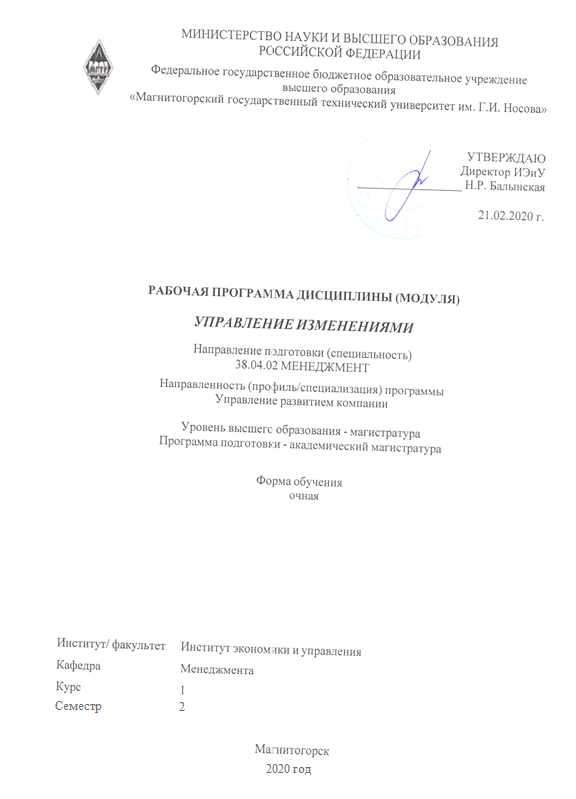 МИНИСТЕРСТВО НАУКИ И ВЫСШЕГО ОБРАЗОВАНИЯ
РОССИЙСКОЙ ФЕДЕРАЦИИ
Федеральное государственное бюджетное образовательное учреждение
высшего образования
«Магнитогорский государственный технический университет им. Г.И. Носова»
УТВЕРЖДАЮ
Директор ИЭиУ
Н.Р. Балынская
21.02.2020 г.
РАБОЧАЯ ПРОГРАММА ДИСЦИПЛИНЫ (МОДУЛЯ)
УПРАВЛЕНИЕ ИЗМЕНЕНИЯМИ
Направление подготовки (специальность)
38.04.02 МЕНЕДЖМЕНТ
Направленность (профиль/специализация) программы
Управление развитием компании
Уровень высшего образования - магистратура
Программа подготовки - академический магистратура
Форма обучения
очная
Институт/ факультет Институт экономики и управления
Кафедра Менеджмента
Курс 1
Семестр 2
Магнитогорск
2020 год